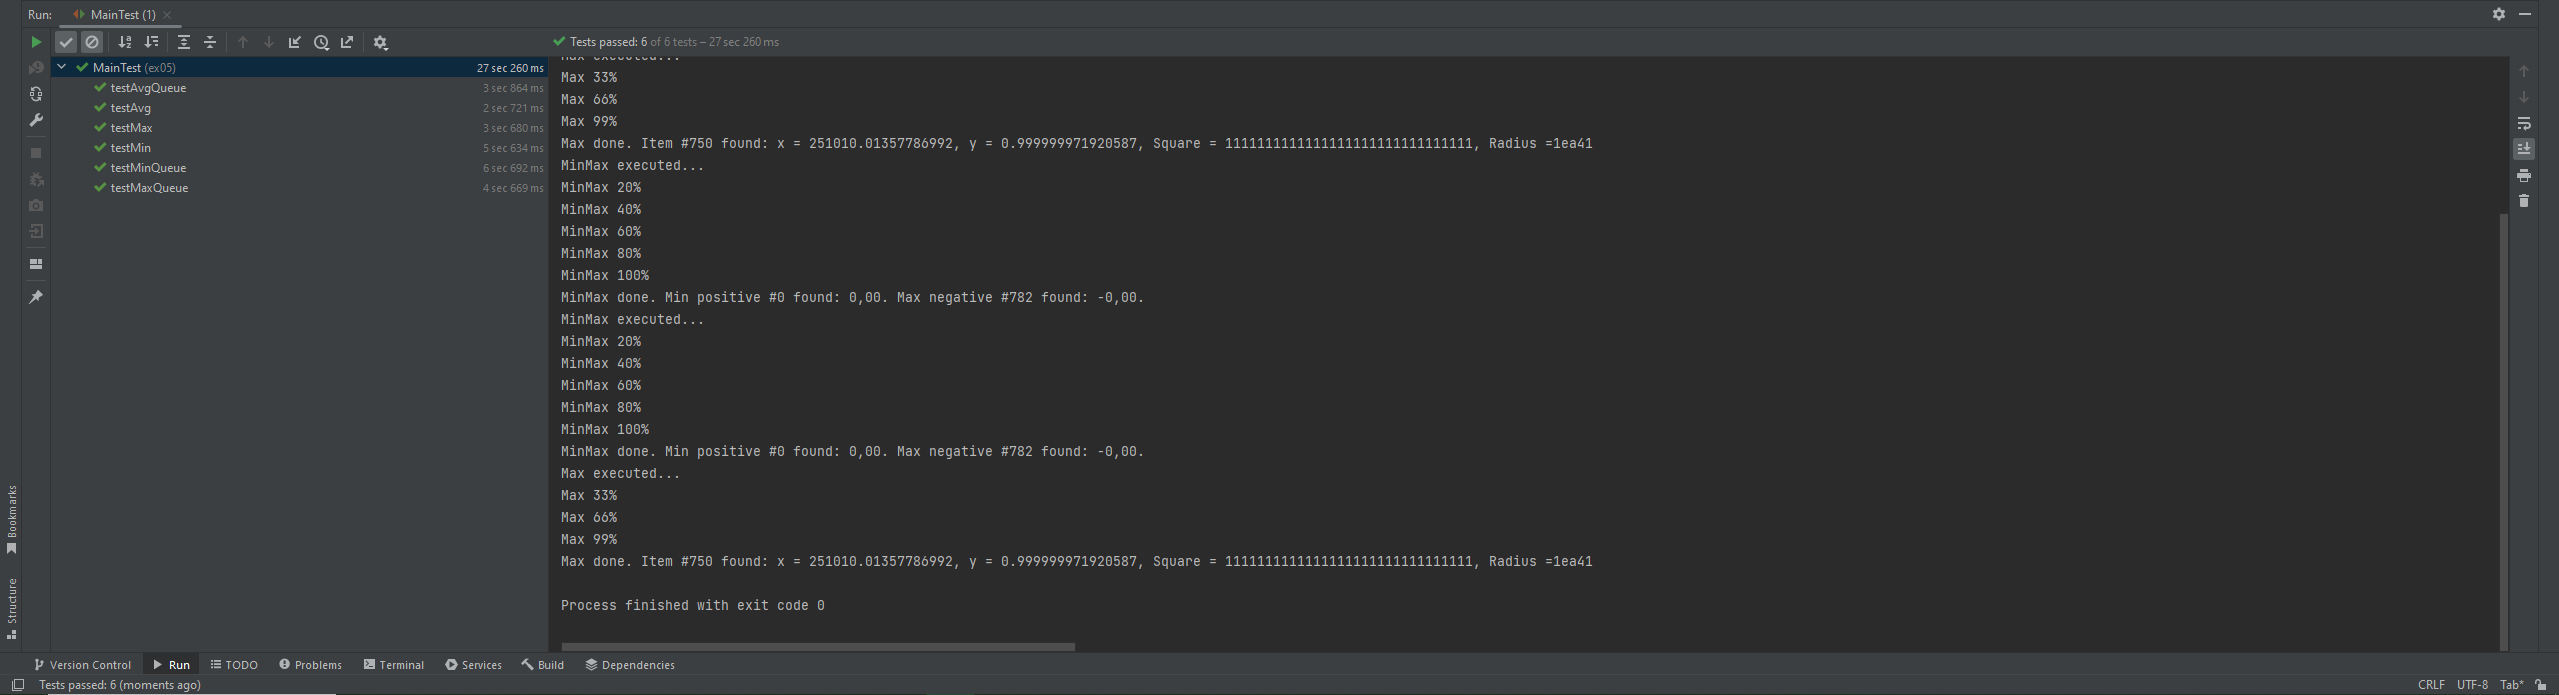 Run: MainTest (1)
Tests passed: 6 of 6 tests – 27 sec 260 ms
MainTest (ex05) 27 sec 260 ms
testAvgQueue 3 sec 864 ms
testAvg 2 sec 721 ms
testMax 3 sec 680 ms
testMin 5 sec 634 ms
testMinQueue 6 sec 692 ms
testMaxQueue 4 sec 669 ms
Max executed...
Max 33%
Max 66%
Max 99%
Max done. Item #750 found: x = 251010.01357786992, y = 0.999999971920587, Square = 1111111111111111111111111111111, Radius =1ea41
MinMax executed...
MinMax 20%
MinMax 40%
MinMax 60%
MinMax 80%
MinMax 100%
MinMax done. Min positive #0 found: 0,00. Max negative #782 found: -0,00.
MinMax executed...
MinMax 20%
MinMax 40%
MinMax 60%
MinMax 80%
MinMax 100%
MinMax done. Min positive #0 found: 0,00. Max negative #782 found: -0,00.
Max executed...
Max 33%
Max 66%
Max 99%
Max done. Item #750 found: x = 251010.01357786992, y = 0.999999971920587, Square = 1111111111111111111111111111111, Radius =1ea41
Process finished with exit code 0
Bookmarks
Structure
Version Control Run TODO Problems Terminal Services Build Dependencies
Tests passed: 6 (moments ago) CRLF UTF-8 Tab*